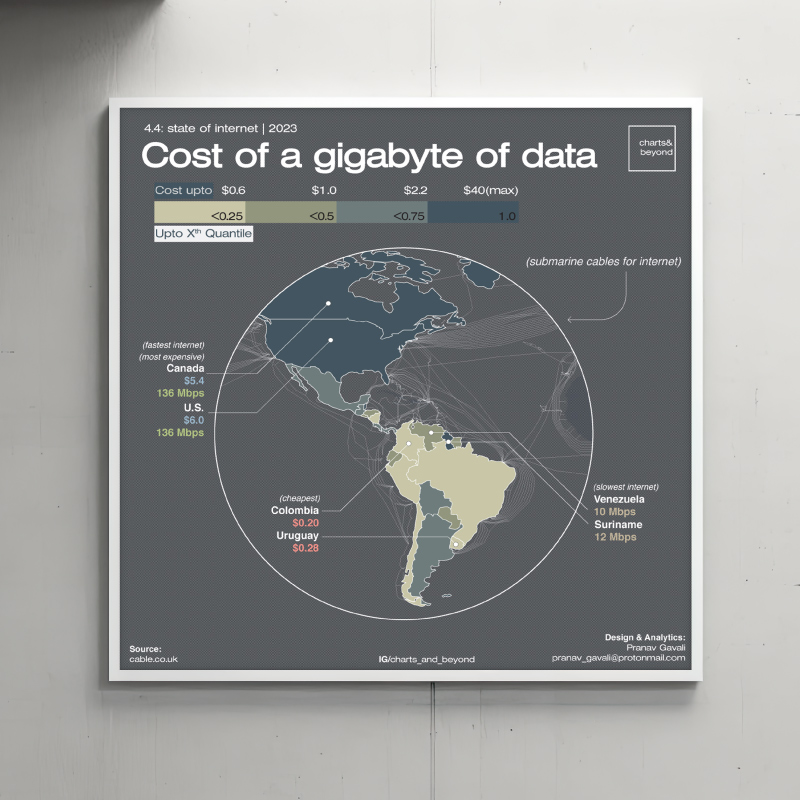 4.4: state of internet | 2023
Cost of a gigabyte of data
charts&
beyond
Cost upto $0.6 $1.0 $2.2 $40(max)
<0.25 <0.5 <0.75 1.0
Upto Xth Quantile
(submarine cables for internet)
(fastest internet)
(most expensive)
Canada
$5.4
136 Mbps
U.S.
$6.0
136 Mbps
(cheapest)
Colombia
$0.20
Uruguay
$0.28
(slowest internet)
Venezuela
10 Mbps
Suriname
12 Mbps
Source:
cable.co.uk
IG/charts_and_beyond
Design & Analytics:
Pranav Gavali
pranav_gavali@protonmail.com